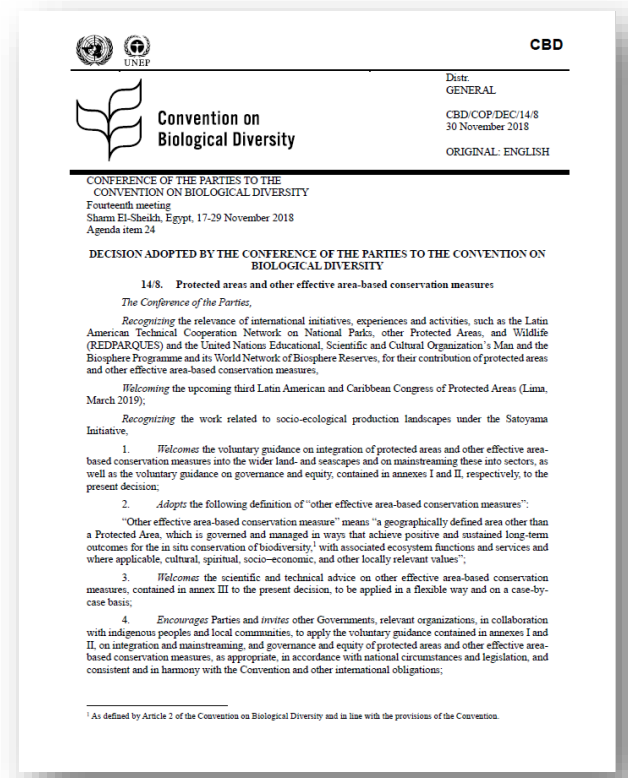 CBD
UNEP
Distr.
GENERAL
CBD/COP/DEC/14/8
30 November 2018
ORIGINAL: ENGLISH
Convention on
Biological Diversity
CONFERENCE OF THE PARTIES TO THE
CONVENTION ON BIOLOGICAL DIVERSITY
Fourteenth meeting
Sharm El-Sheikh, Egypt, 17-29 November 2018
Agenda item 24
DECISION ADOPTED BY THE CONFERENCE OF THE PARTIES TO THE CONVENTION ON
BIOLOGICAL DIVERSITY
14/8. Protected areas and other effective area-based conservation measures
The Conference of the Parties,
Recognizing the relevance of international initiatives, experiences and activities, such as the Latin
American Technical Cooperation Network on National Parks, other Protected Areas, and Wildlife
(REDPARQUES) and the United Nations Educational, Scientific and Cultural Organization's Man and the
Biosphere Programme and its World Network of Biosphere Reserves, for their contribution of protected areas
and other effective area-based conservation measures,
Welcoming the upcoming third Latin American and Caribbean Congress of Protected Areas (Lima,
March 2019);
Recognizing the work related to socio-ecological production landscapes under the Satoyama
Initiative,
1. Welcomes the voluntary guidance on integration of protected areas and other effective area-
based conservation measures into the wider land- and seascapes and on mainstreaming these into sectors, as
well as the voluntary guidance on governance and equity, contained in annexes I and II, respectively, to the
present decision;
2. Adopts the following definition of "other effective area-based conservation measures":
"Other effective area-based conservation measure" means "a geographically defined area other than
a Protected Area, which is governed and managed in ways that achieve positive and sustained long-term
outcomes for the in situ conservation of biodiversity,1 with associated ecosystem functions and services and
where applicable, cultural, spiritual, socio–economic, and other locally relevant values";
3. Welcomes the scientific and technical advice on other effective area-based conservation
measures, contained in annex III to the present decision, to be applied in a flexible way and on a case-by-
case basis;
4. Encourages Parties and invites other Governments, relevant organizations, in collaboration
with indigenous peoples and local communities, to apply the voluntary guidance contained in annexes I and
II, on integration and mainstreaming, and governance and equity of protected areas and other effective area-
based conservation measures, as appropriate, in accordance with national circumstances and legislation, and
consistent and in harmony with the Convention and other international obligations;
1 As defined by Article 2 of the Convention on Biological Diversity and in line with the provisions of the Convention.